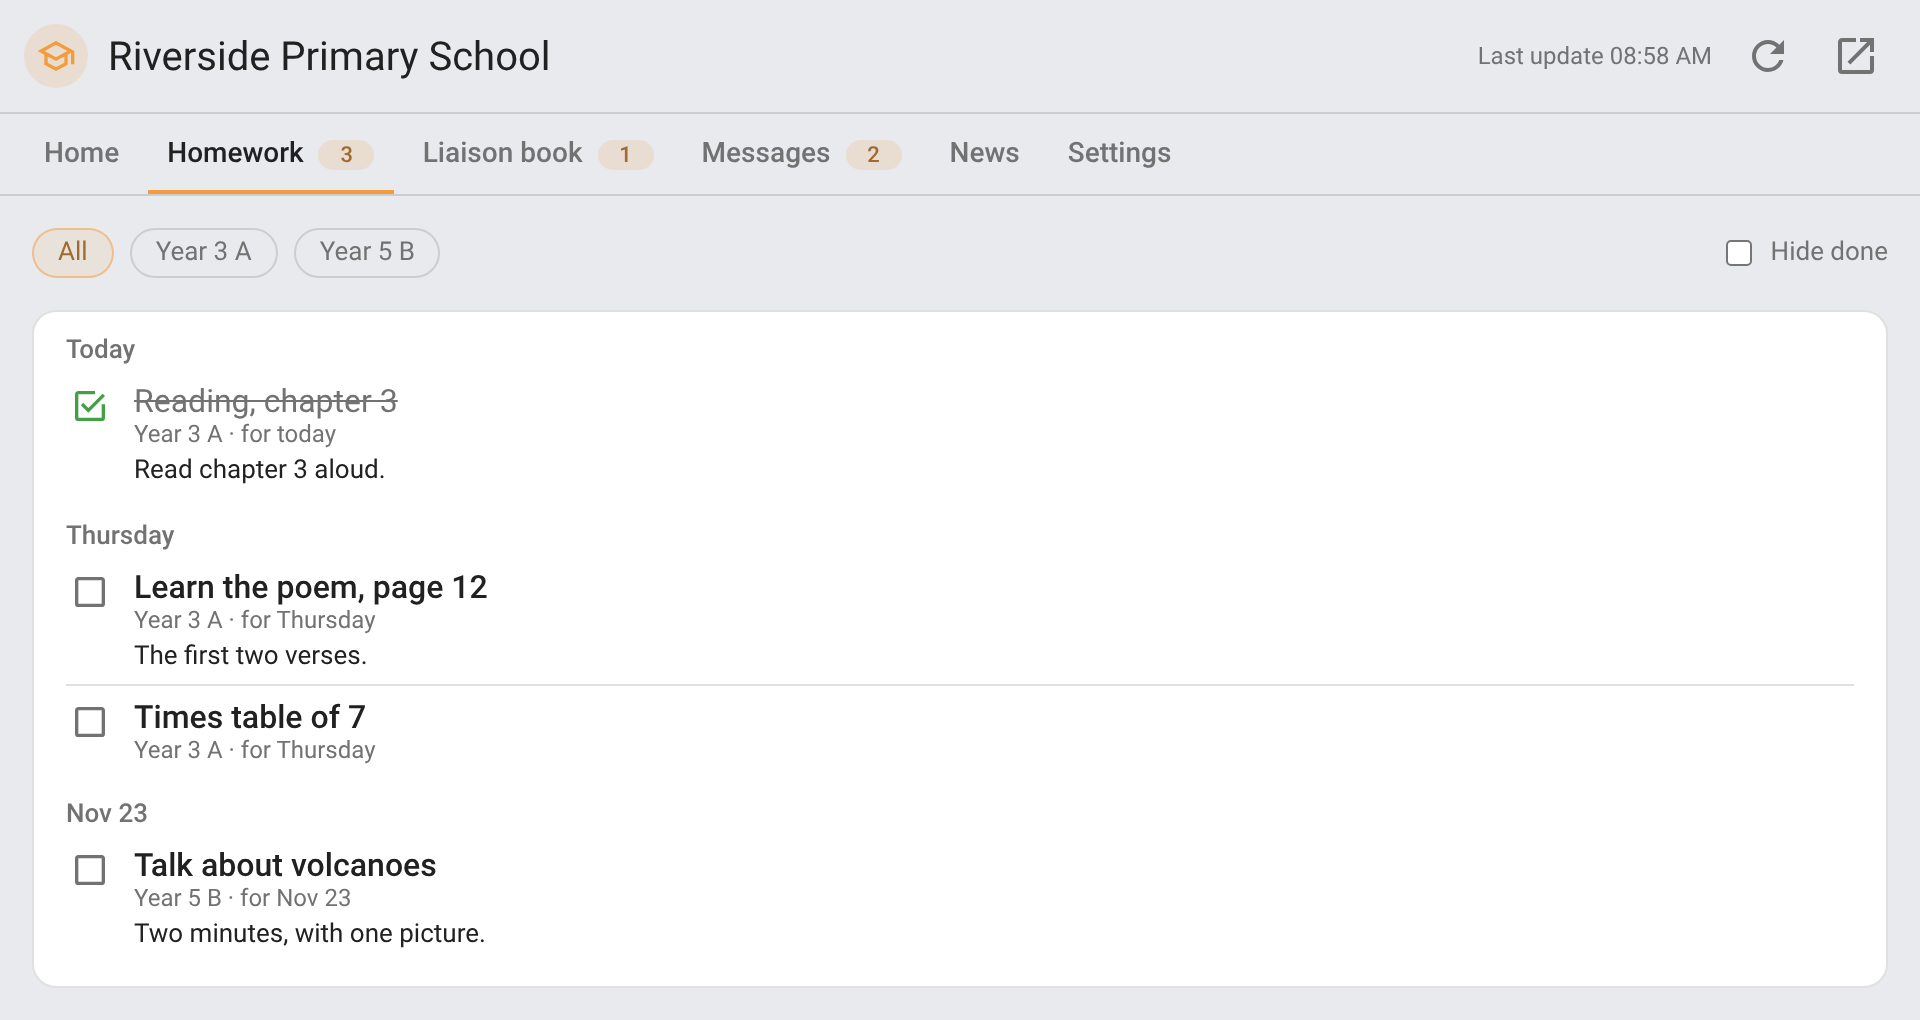 Riverside Primary School
Last update 08:58 AM
Home
Homework 3
Liaison book 1
Messages 2
News
Settings
All
Year 3 A
Year 5 B
Hide done
Today
Reading, chapter 3
Year 3 A · for today
Read chapter 3 aloud.
Thursday
Learn the poem, page 12
Year 3 A · for Thursday
The first two verses.
Times table of 7
Year 3 A · for Thursday
Nov 23
Talk about volcanoes
Year 5 B · for Nov 23
Two minutes, with one picture.